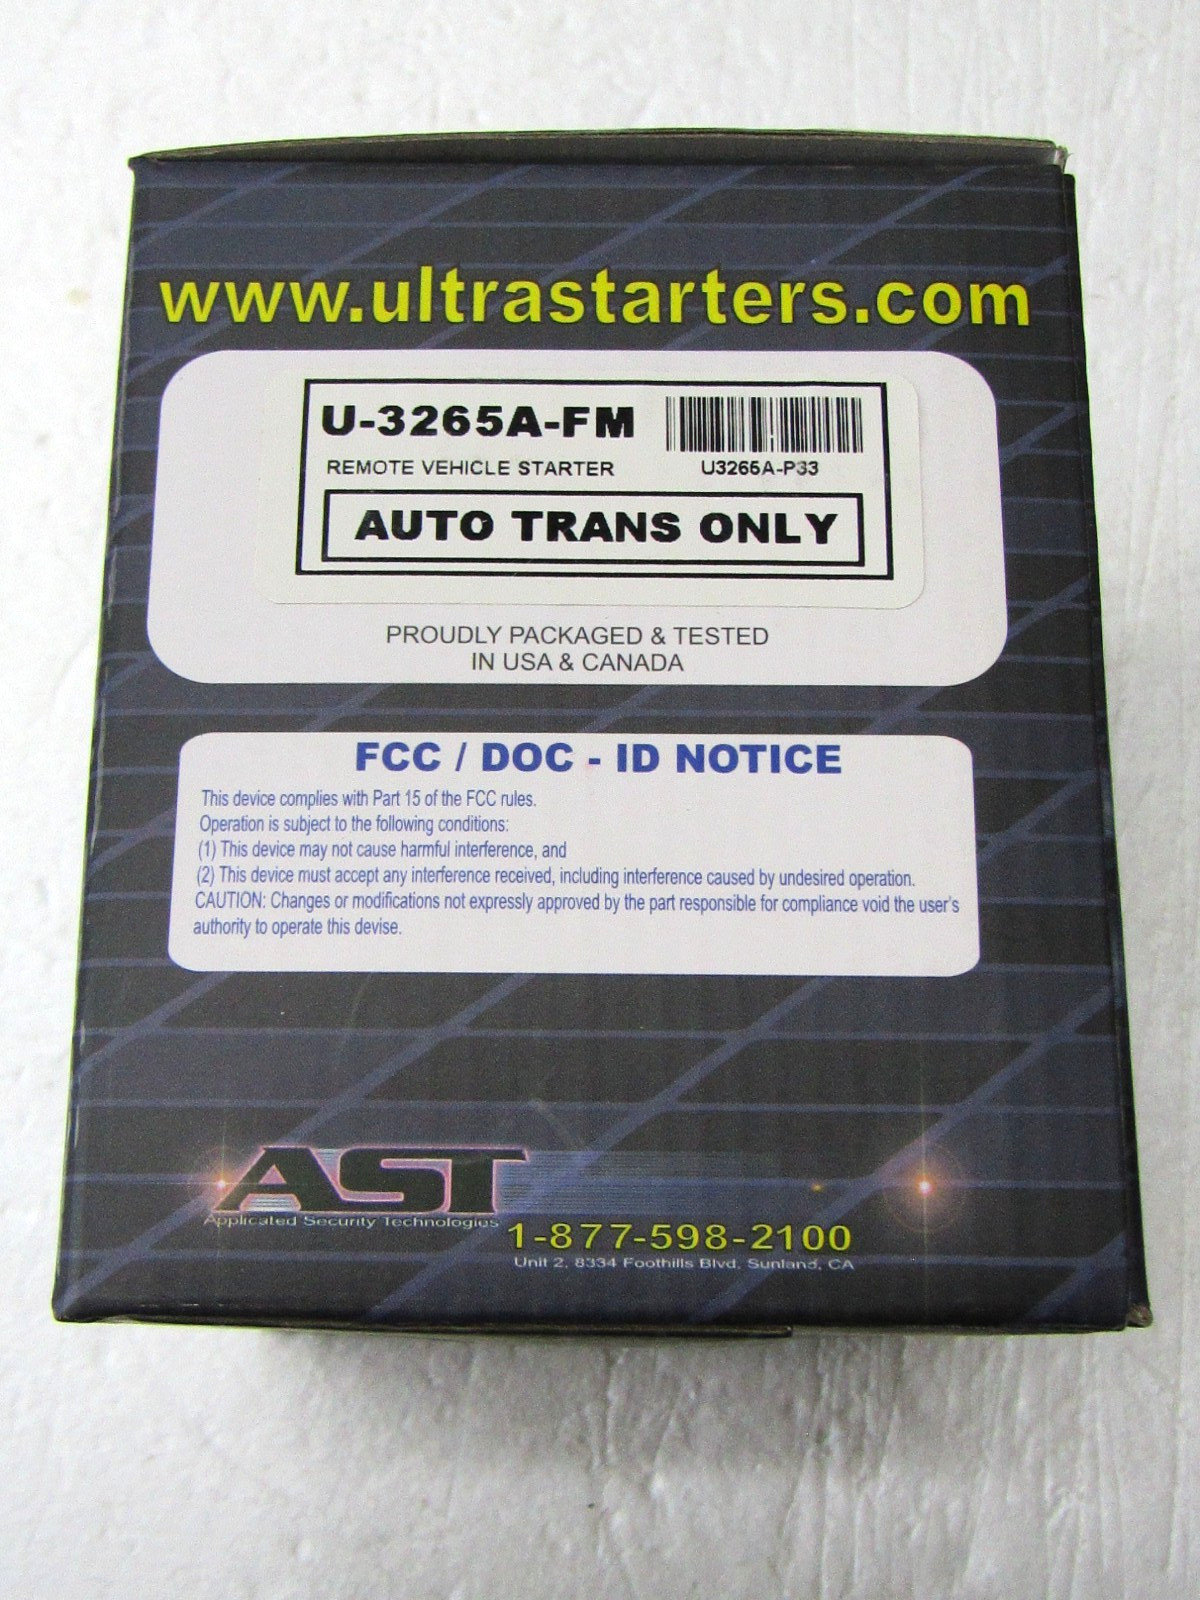 www.ultrastarters.com
U-3265A-FM
REMOTE VEHICLE STARTER
U3265A-P33
AUTO TRANS ONLY
PROUDLY PACKAGED & TESTED
IN USA & CANADA
FCC / DOC - ID NOTICE
This device complies with Part 15 of the FCC rules.
Operation is subject to the following conditions:
(1) This device may not cause harmful interference, and
(2) This device must accept any interference received, including interference caused by undesired operation.
CAUTION: Changes or modifications not expressly approved by the part responsible for compliance void the user's
authority to operate this devise.
AST
Applicated Security Technologies
1-877-598-2100
Unit 2, 8334 Foothills Blvd, Sunland, CA